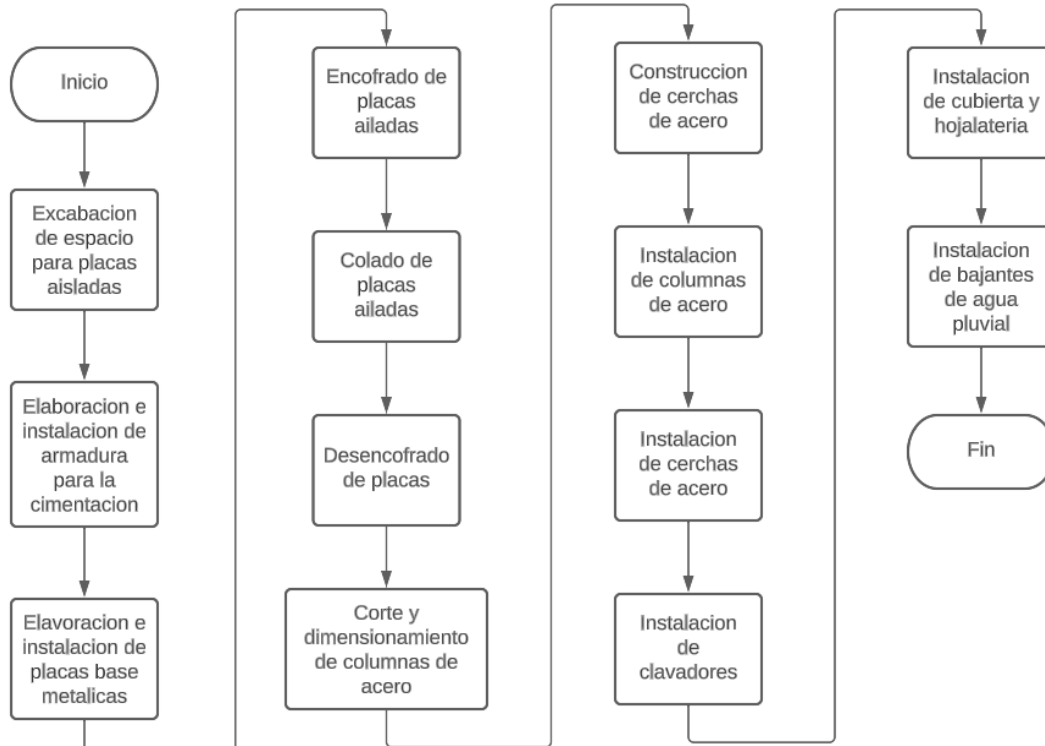 Inicio
Excabacion
de espacio
para placas
aisladas
Elaboracion e
instalacion de
armadura
para la
cimentacion
Elavoracion e
instalacion de
placas base
metalicas
Encofrado de
placas
ailadas
Colado de
placas
ailadas
Desencofrado
de placas
Corte y
dimensionamiento
de columnas de
acero
Construccion
de cerchas
de acero
Instalacion
de columnas
de acero
Instalacion
de cerchas
de acero
Instalacion
de
clavadores
Instalacion
de cubierta y
hojalateria
Instalacion
de bajantes
de agua
pluvial
Fin